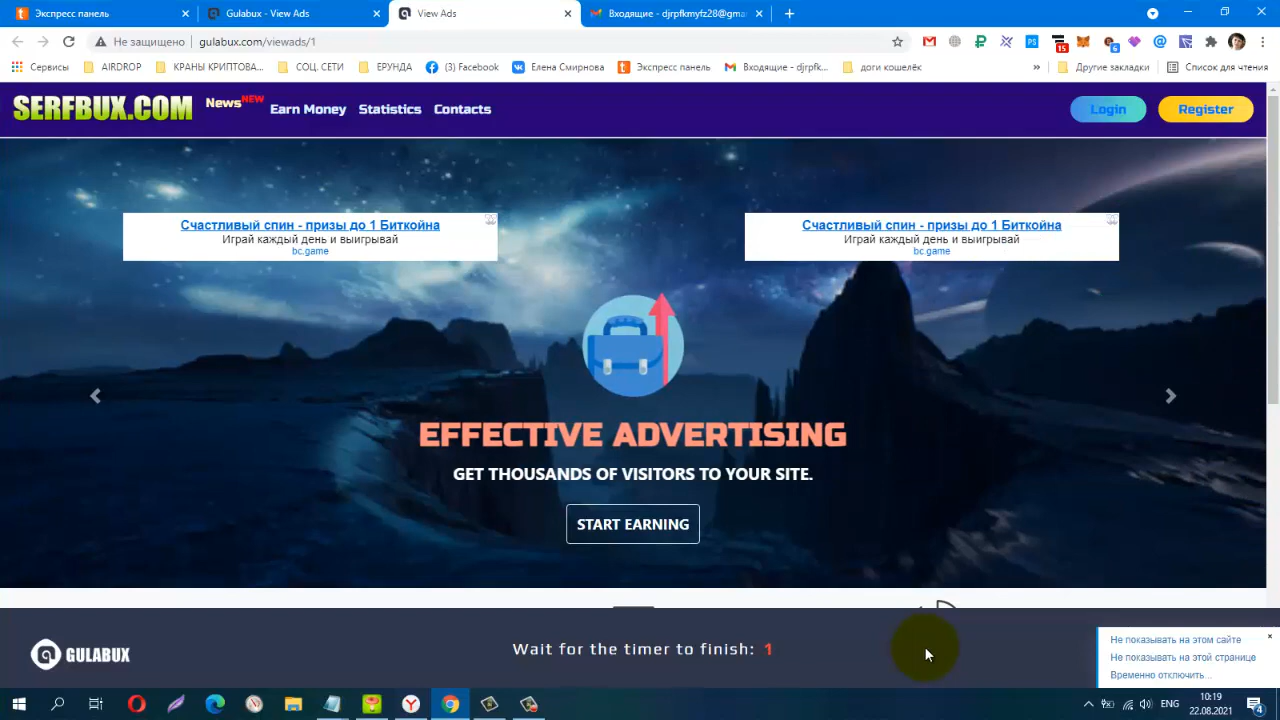 Экспресс панель
Gulabux - View Ads
View Ads
Входящие - djrpfkmyfz28@gma
Не защищено
gulabux.com/viewads/1
15
6
Сервисы
AIRDROP
КРАНЫ КРИПТОВА...
СОЦ. СЕТИ
ЕРУНДА
(3) Facebook
Елена Смирнова
Экспресс панель
Входящие - djrpfk...
доги кошелёк
»
Другие закладки
Список для чтения
SERFBUX.COM
News NEW
Earn Money
Statistics
Contacts
Login
Register
Счастливый спин - призы до 1 Биткойна
Играй каждый день и выигрывай
bc.game
Счастливый спин - призы до 1 Биткойна
Играй каждый день и выигрывай
bc.game
EFFECTIVE ADVERTISING
GET THOUSANDS OF VISITORS TO YOUR SITE.
START EARNING
GULABUX
Wait for the timer to finish: 1
Не показывать на этом сайте
Не показывать на этой странице
Временно отключить...
ENG
10:19
22.08.2021
4